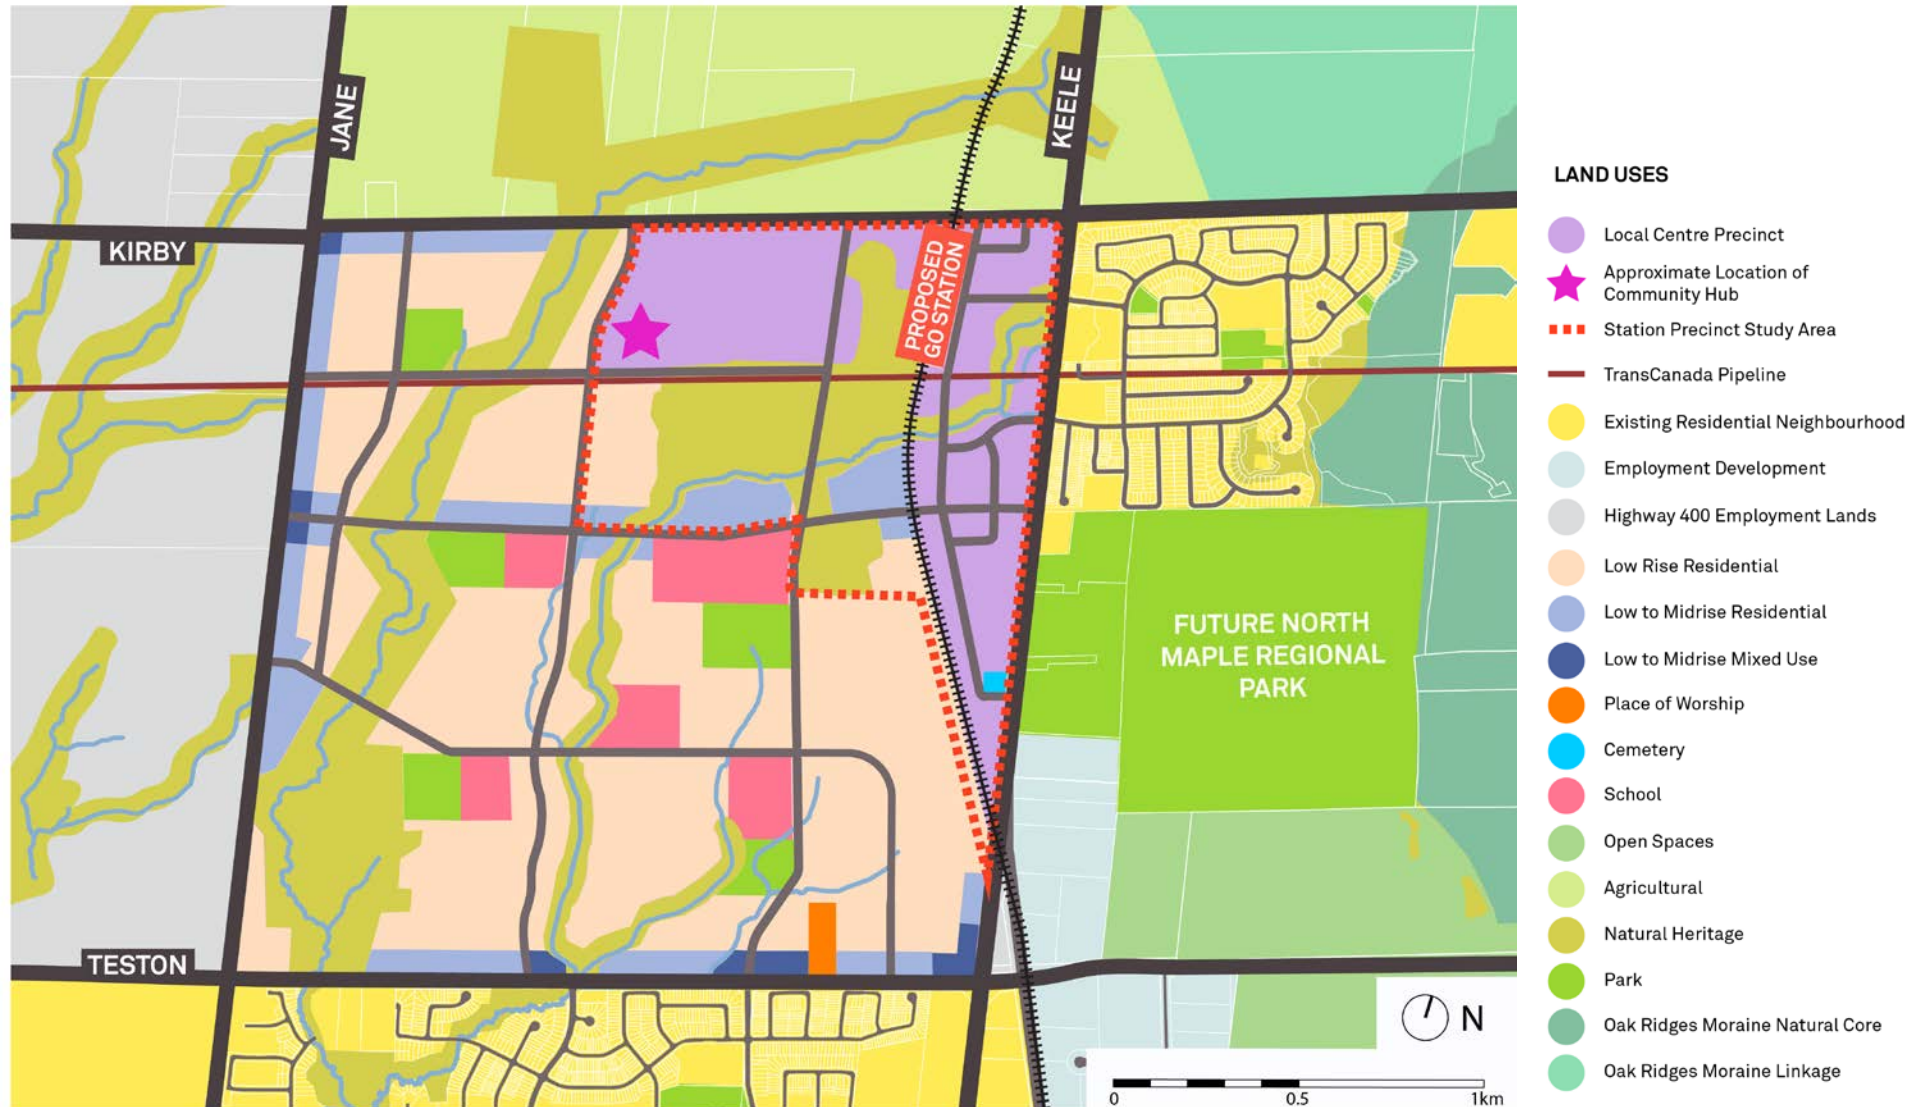 JANE
KEELE
KIRBY
PROPOSED
GO STATION
FUTURE NORTH
MAPLE REGIONAL
PARK
TESTON
N
0
0.5
1km
LAND USES
Local Centre Precinct
Approximate Location of
Community Hub
Station Precinct Study Area
TransCanada Pipeline
Existing Residential Neighbourhood
Employment Development
Highway 400 Employment Lands
Low Rise Residential
Low to Midrise Residential
Low to Midrise Mixed Use
Place of Worship
Cemetery
School
Open Spaces
Agricultural
Natural Heritage
Park
Oak Ridges Moraine Natural Core
Oak Ridges Moraine Linkage